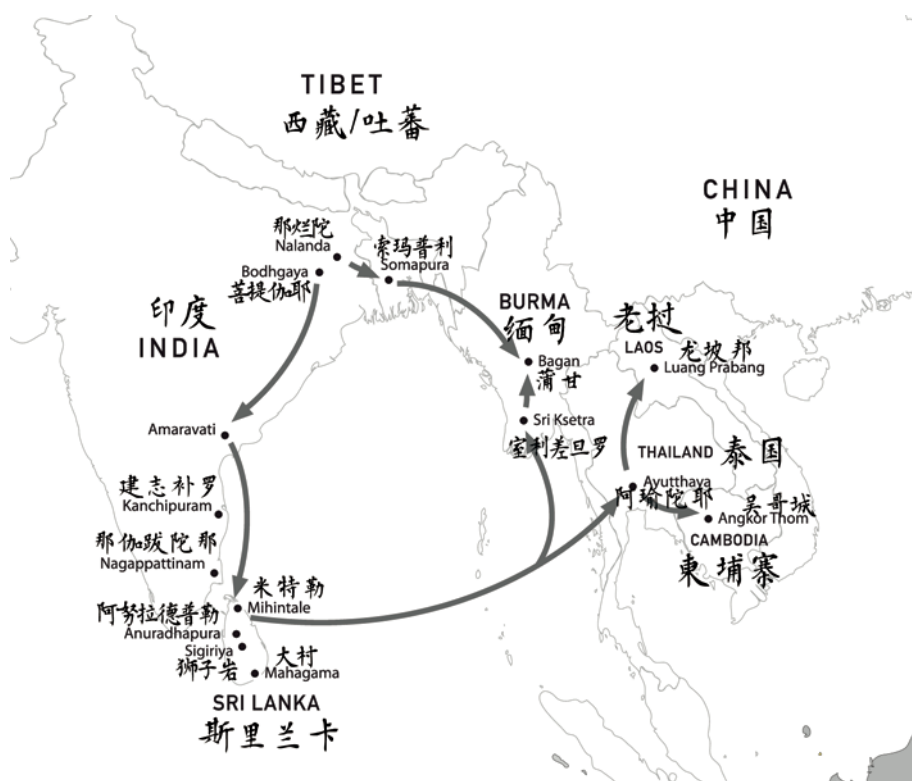 TIBET
西藏/吐蕃
CHINA
中国
那烂陀
Nalanda
索玛普利
Somapura
Bodhgaya
菩提伽耶
印度
INDIA
BURMA
缅甸
Bagan
蒲甘
老挝
LAOS
龙坡邦
Luang Prabang
Sri Ksetra
室利差旦罗
Amaravati
THAILAND
泰国
Ayutthaya
阿瑜陀耶
吴哥城
Angkor Thom
CAMBODIA
柬埔寨
建志补罗
Kanchipuram
那伽跋陀那
Nagappattinam
米特勒
Mihintale
阿努拉德普勒
Anuradhapura
Sigiriya
狮子岩
大村
Mahagama
SRI LANKA
斯里兰卡